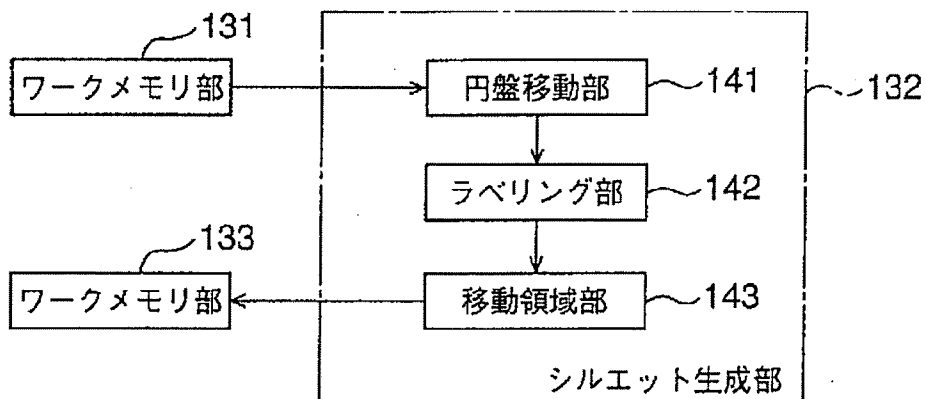 131
ワークメモリ部
円盤移動部
141
132
ラベリング部
142
133
ワークメモリ部
移動領域部
143
シルエット生成部